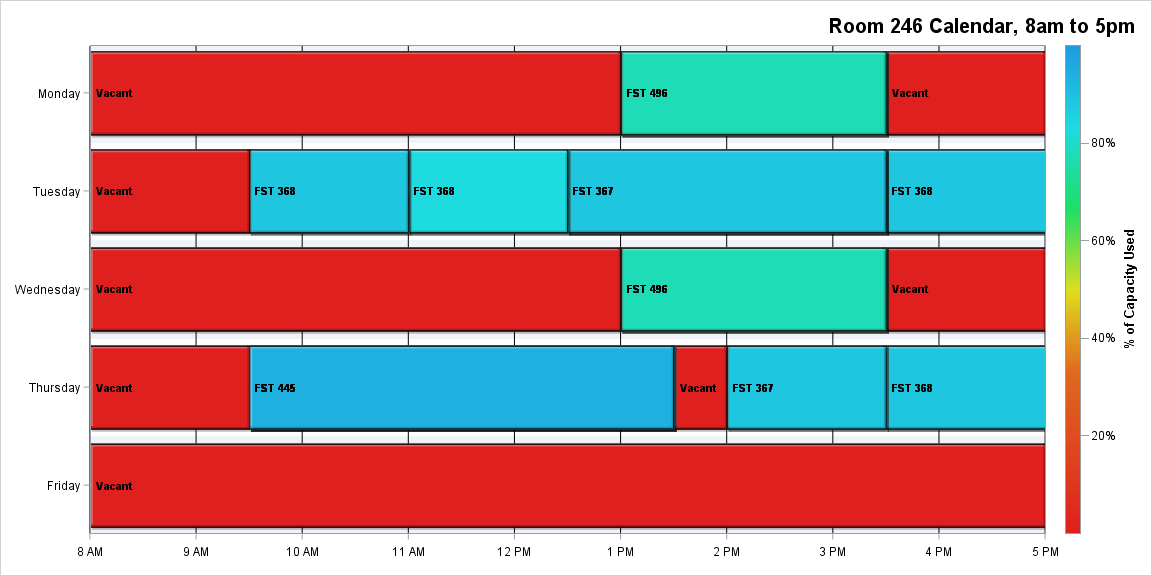 Room 246 Calendar, 8am to 5pm
Monday
Vacant
FST 496
Vacant
Tuesday
Vacant
FST 368
FST 368
FST 367
FST 368
Wednesday
Vacant
FST 496
Vacant
Thursday
Vacant
FST 445
Vacant
FST 367
FST 368
Friday
Vacant
8 AM
9 AM
10 AM
11 AM
12 PM
1 PM
2 PM
3 PM
4 PM
5 PM
80%
60%
40%
20%
% of Capacity Used